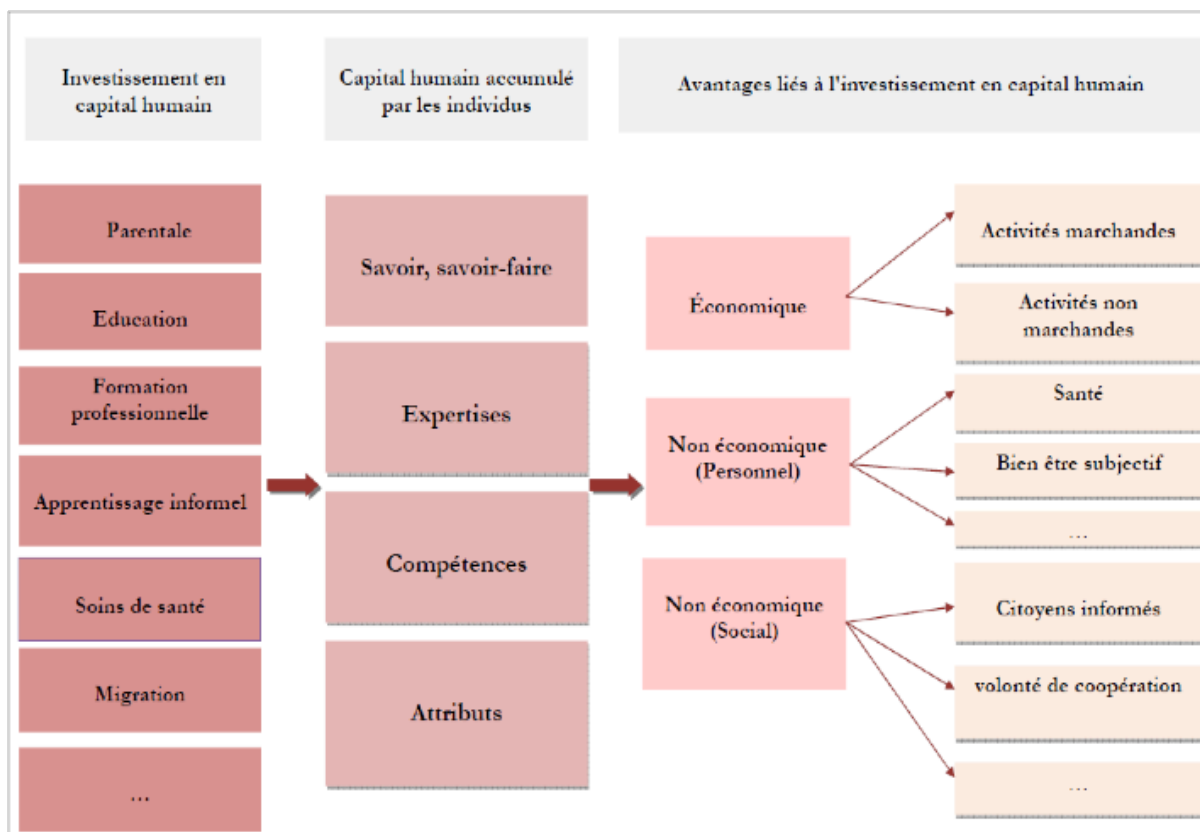 Investissement en
capital humain
Capital humain accumulé
par les individus
Avantages liés à l'investissement en capital humain
Parentale
Education
Formation
professionnelle
Apprentissage informel
Soins de santé
Migration
...
Savoir, savoir-faire
Expertises
Compétences
Attributs
Économique
Non économique
(Personnel)
Non économique
(Social)
Activités marchandes
Activités non
marchandes
Santé
Bien être subjectif
...
Citoyens informés
volonté de coopération
...